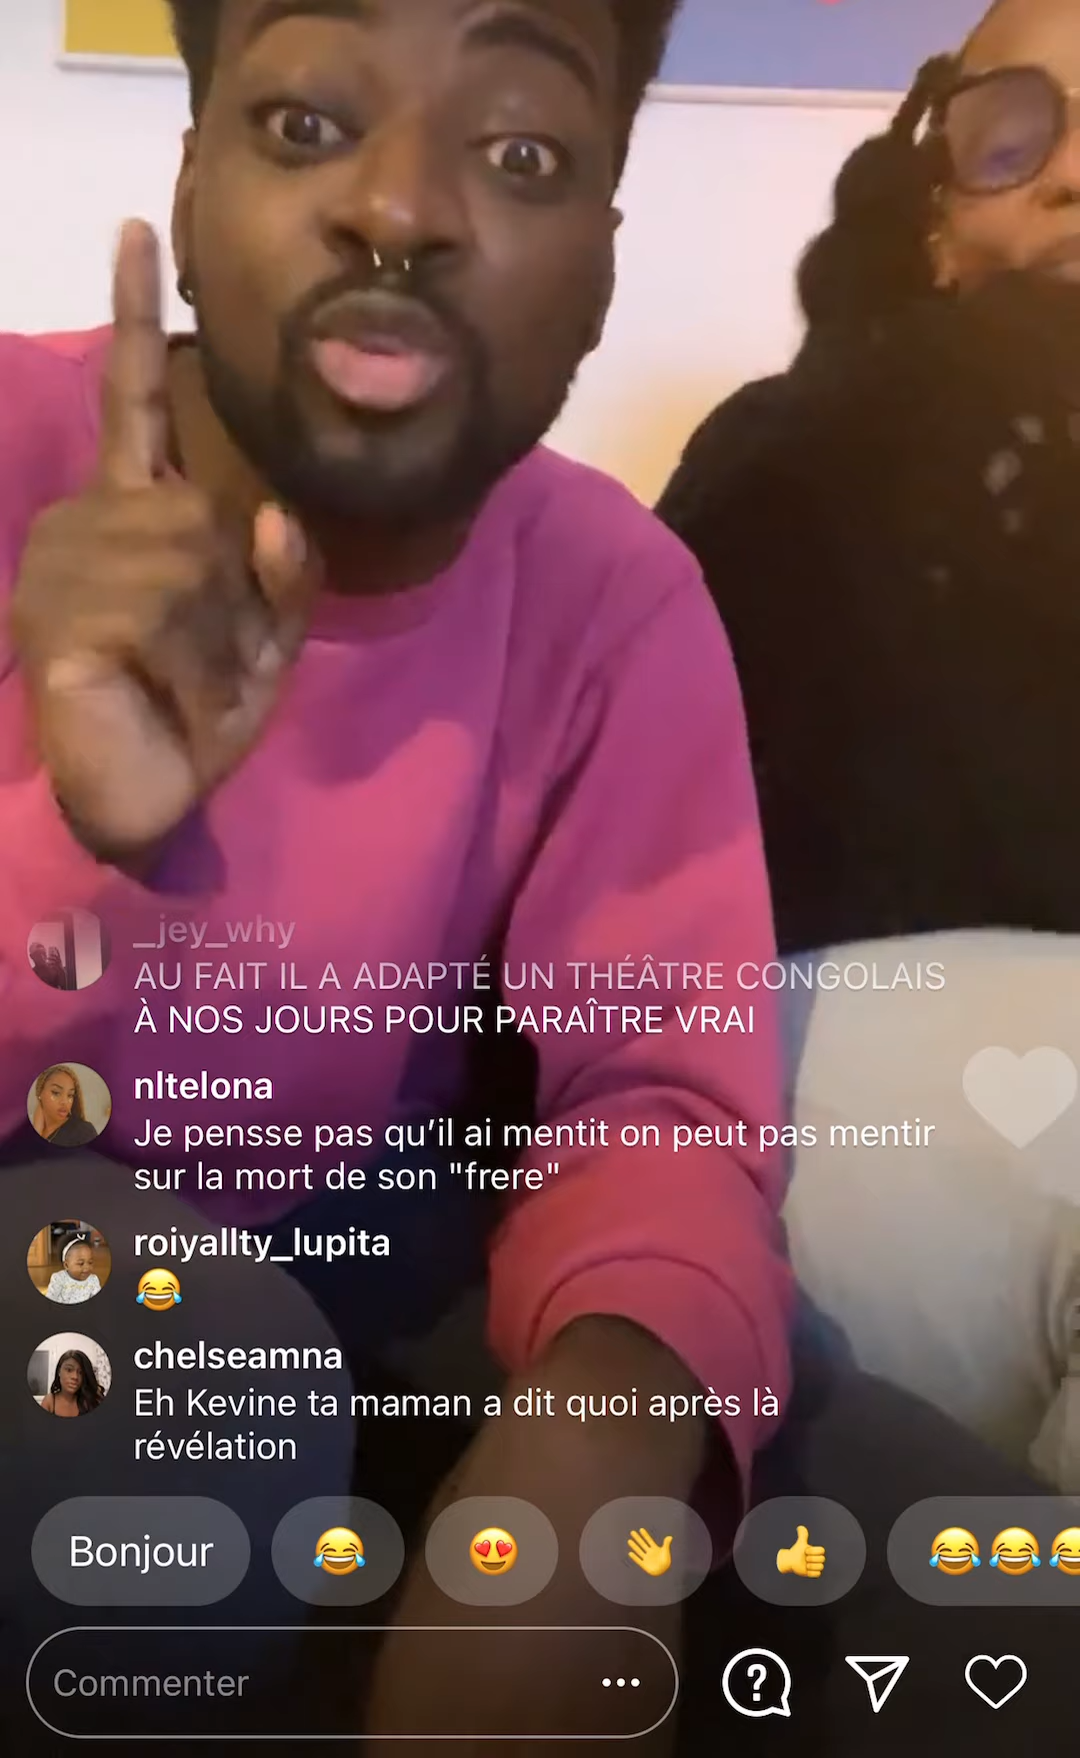 _jey_why
AU FAIT IL A ADAPTÉ UN THÉÂTRE CONGOLAIS
À NOS JOURS POUR PARAÎTRE VRAI
nltelona
Je pensse pas qu'il ai mentit on peut pas mentir
sur la mort de son "frere"
roiyallty_lupita
😂
chelseamna
Eh Kevine ta maman a dit quoi après là
révélation
Bonjour 😂 😍 👋 👍 😂😂😂
Commenter ...